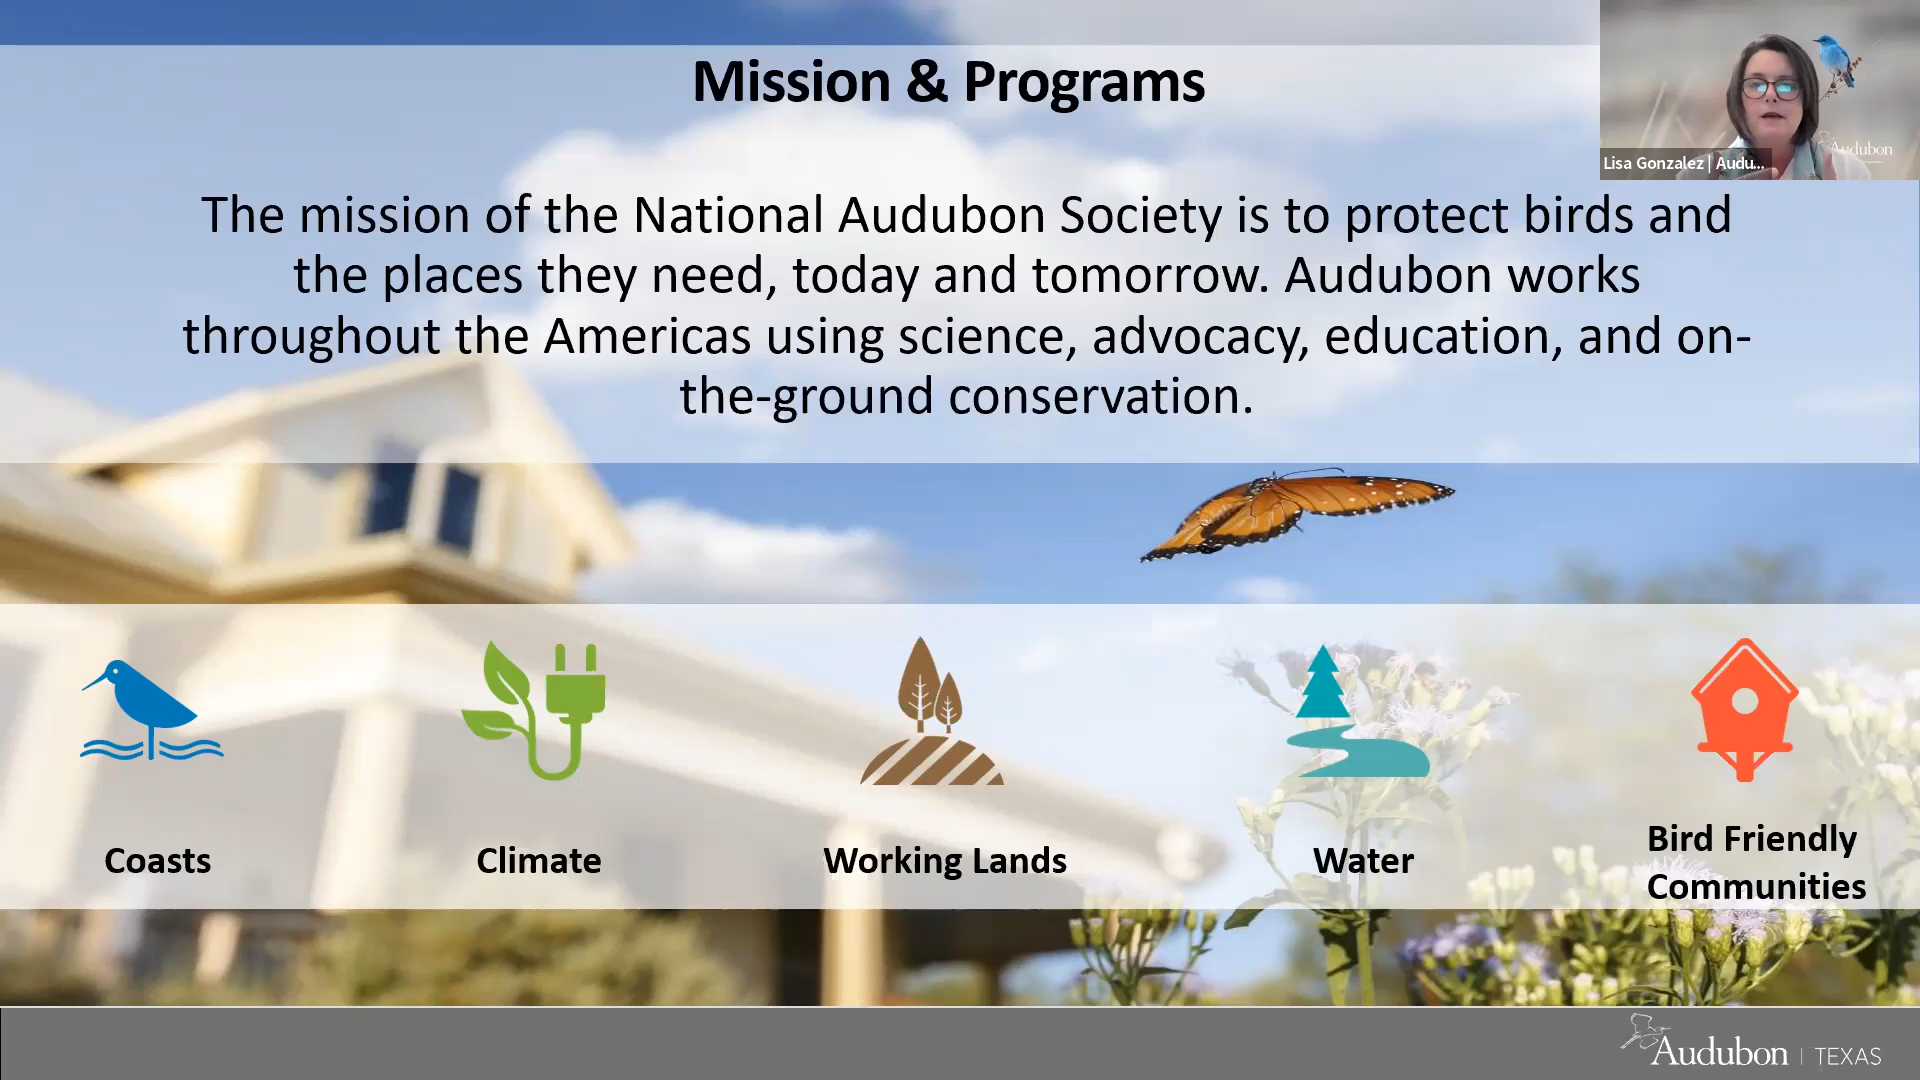 Mission & Programs
Audubon
Lisa Gonzalez | Audu...
The mission of the National Audubon Society is to protect birds and
the places they need, today and tomorrow. Audubon works
throughout the Americas using science, advocacy, education, and on-
the-ground conservation.
Coasts
Climate
Working Lands
Water
Bird Friendly
Communities
Audubon | TEXAS